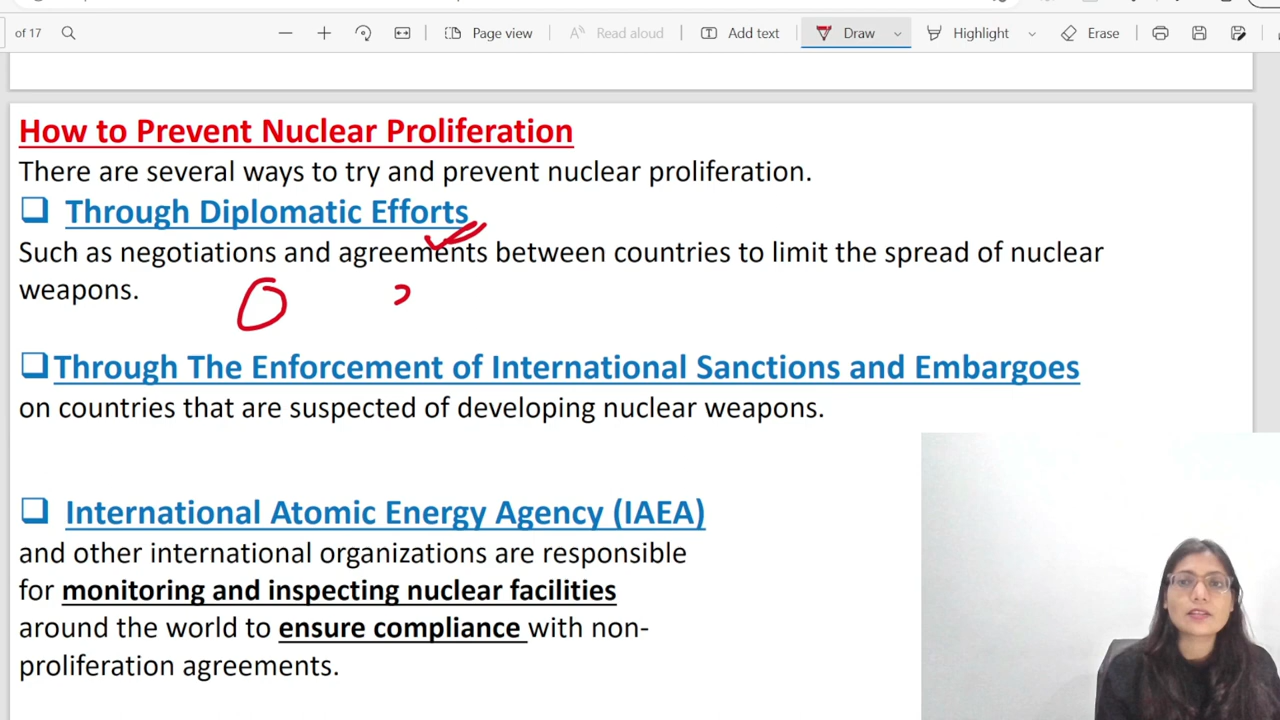 of 17
Page view
Read aloud
Add text
Draw
Highlight
Erase
How to Prevent Nuclear Proliferation
There are several ways to try and prevent nuclear proliferation.
Through Diplomatic Efforts
Such as negotiations and agreements between countries to limit the spread of nuclear
weapons.
Through The Enforcement of International Sanctions and Embargoes
on countries that are suspected of developing nuclear weapons.
International Atomic Energy Agency (IAEA)
and other international organizations are responsible
for monitoring and inspecting nuclear facilities
around the world to ensure compliance with non-
proliferation agreements.